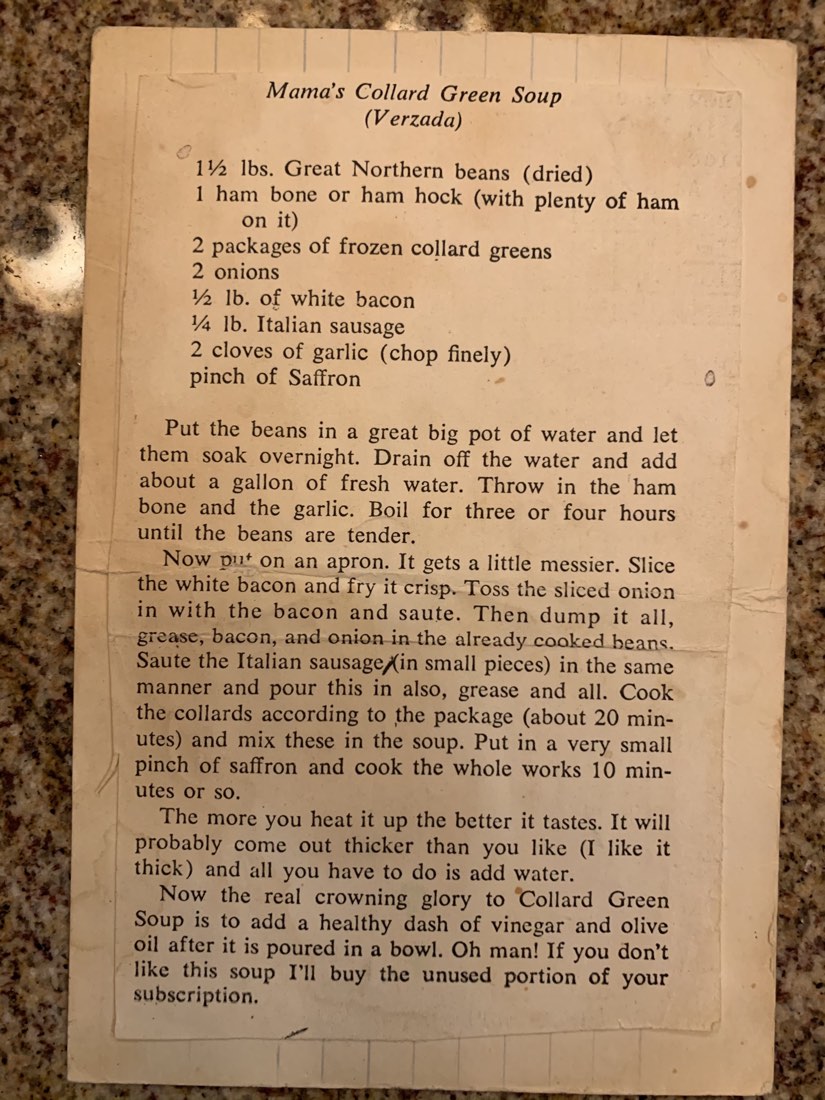 Mama's Collard Green Soup
(Verzada)
1½ lbs. Great Northern beans (dried)
1 ham bone or ham hock (with plenty of ham
on it)
2 packages of frozen collard greens
2 onions
½ lb. of white bacon
¼ lb. Italian sausage
2 cloves of garlic (chop finely)
pinch of Saffron
Put the beans in a great big pot of water and let
them soak overnight. Drain off the water and add
about a gallon of fresh water. Throw in the ham
bone and the garlic. Boil for three or four hours
until the beans are tender.
Now put on an apron. It gets a little messier. Slice
the white bacon and fry it crisp. Toss the sliced onion
in with the bacon and saute. Then dump it all,
grease, bacon, and onion in the already cooked beans.
Saute the Italian sausage (in small pieces) in the same
manner and pour this in also, grease and all. Cook
the collards according to the package (about 20 min-
utes) and mix these in the soup. Put in a very small
pinch of saffron and cook the whole works 10 min-
utes or so.
The more you heat it up the better it tastes. It will
probably come out thicker than you like (I like it
thick) and all you have to do is add water.
Now the real crowning glory to Collard Green
Soup is to add a healthy dash of vinegar and olive
oil after it is poured in a bowl. Oh man! If you don't
like this soup I'll buy the unused portion of your
subscription.